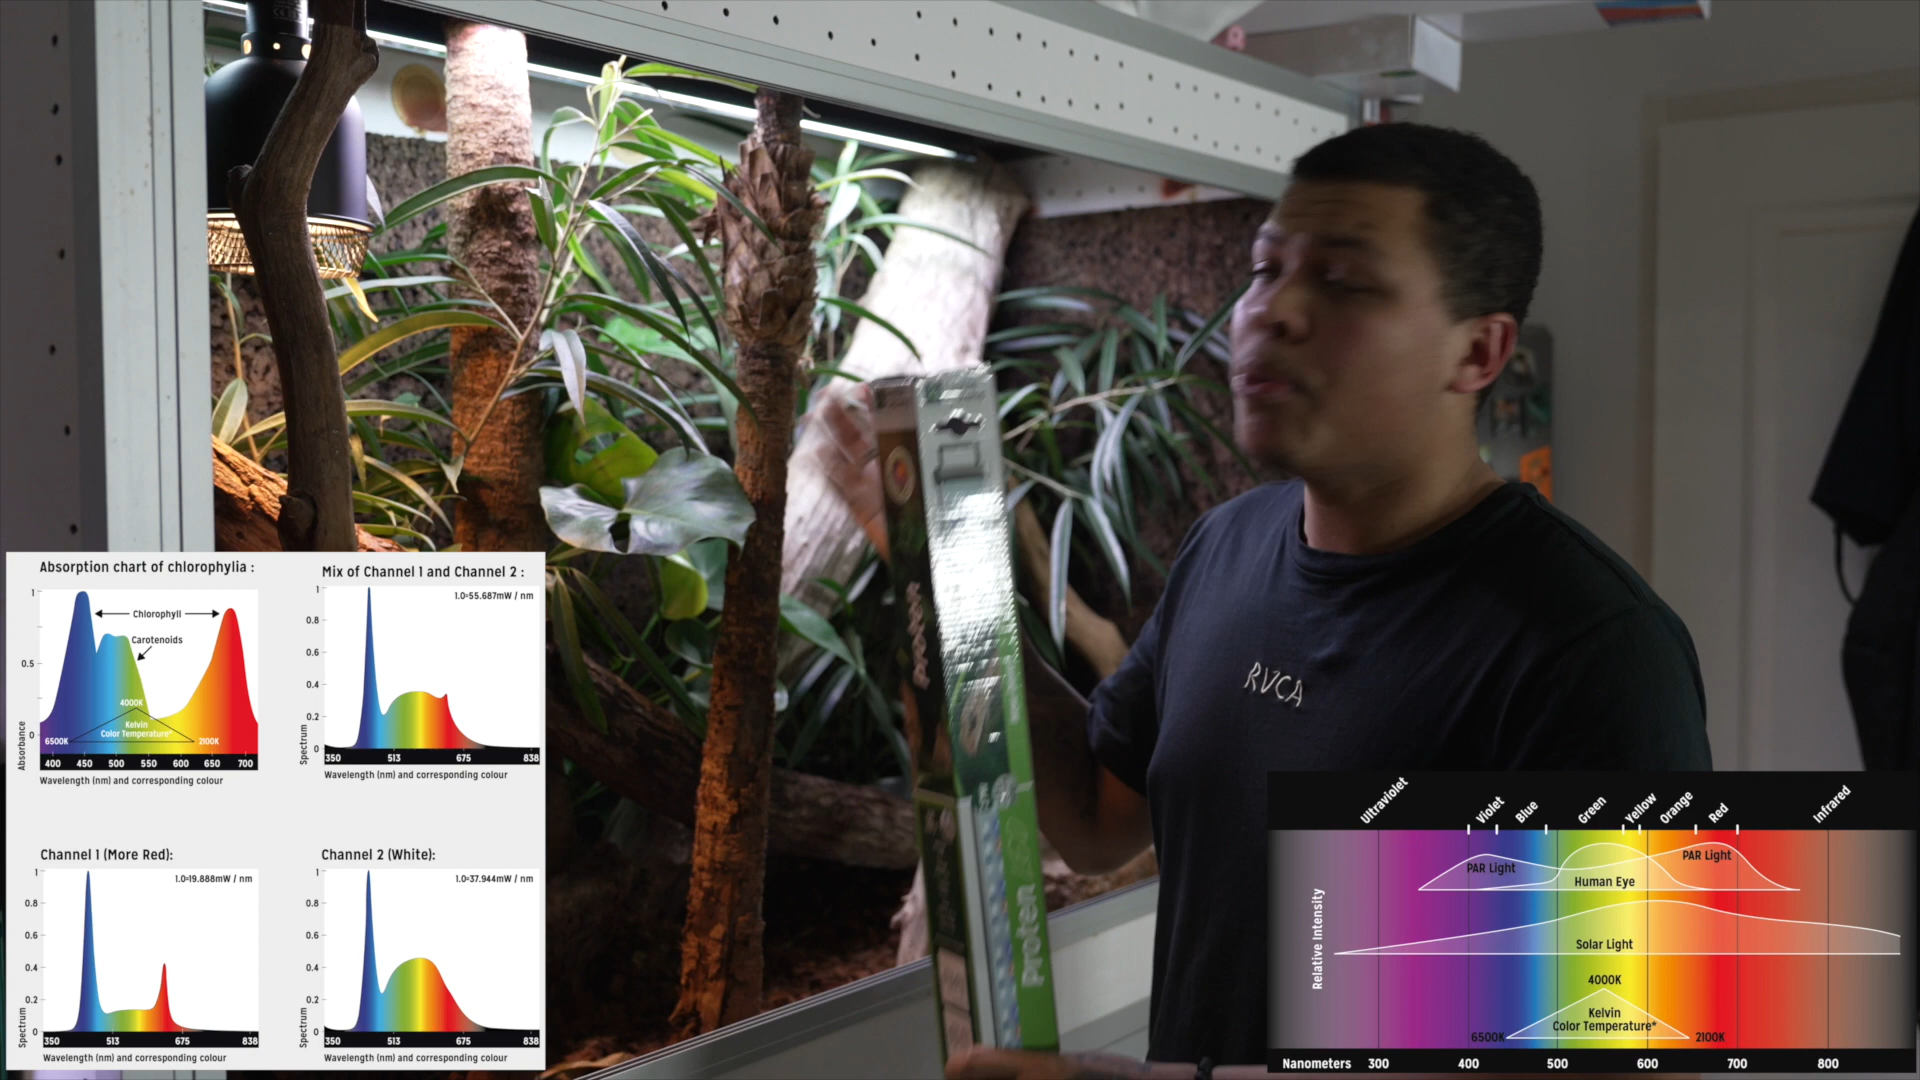 Absorption chart of chlorophylia :
1
Chlorophyll
Carotenoids
0.5
4000K
Kelvin
Color Temperature*
6500K
2100K
0
Absorbance
400 450 500 550 600 650 700
Wavelength (nm) and corresponding colour
Mix of Channel 1 and Channel 2 :
1.0=55.687mW / nm
1
0.8
0.6
0.4
0.2
0
Spectrum
350 513 675 838
Wavelength (nm) and corresponding colour
Channel 1 (More Red):
1.0=19.888mW / nm
1
0.8
0.6
0.4
0.2
0
Spectrum
350 513 675 838
Wavelength (nm) and corresponding colour
Channel 2 (White):
1.0=37.944mW / nm
1
0.8
0.6
0.4
0.2
0
Spectrum
350 513 675 838
Wavelength (nm) and corresponding colour
RVCA
Proten
Ultraviolet Violet Blue Green Yellow Orange Red Infrared
PAR Light
PAR Light
Human Eye
Relative Intensity
Solar Light
4000K
Kelvin
Color Temperature*
6500K
2100K
Nanometers 300 400 500 600 700 800